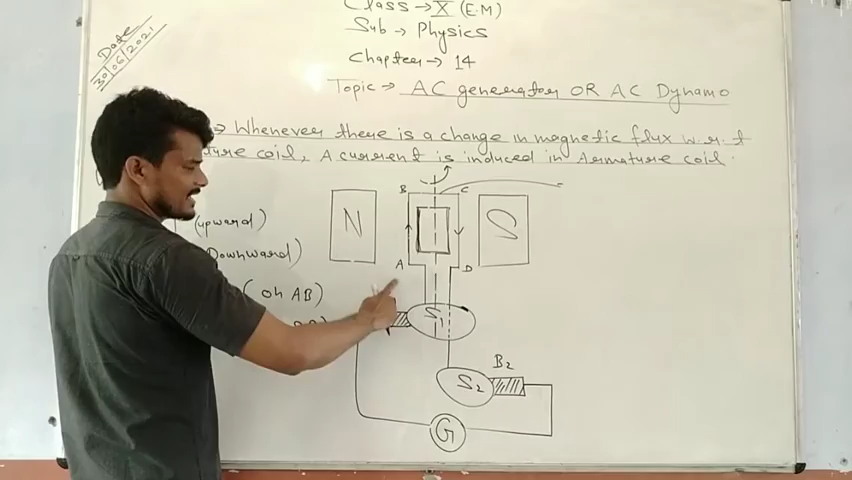 Class → X (E.M)
Date
30/06/2021
Sub → Physics
Chapter → 14
Topic → AC generator OR AC Dynamo
→ Whenever there is a change in magnetic flux w.r.t
ture coil, A current is induced in Armature coil.
(upward)
(Downward)
(on AB)
N
B
C
A
D
S
S1
B2
S2
G